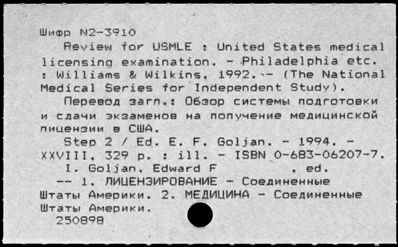 Шифр N2-3910
Review for USMLE : United States medical
licensing examination. - Philadelphia etc.
: Williams & Wilkins, 1992. -- (The National
Medical Series for Independent Study).
Перевод загл.: Обзор системы подготовки
и сдачи экзаменов на получение медицинской
лицензии в США.
Step 2 / Ed. E. F. Goljan. - 1994. -
XXVIII, 329 p. : ill. - ISBN 0-683-06207-7.
I. Goljan, Edward F , ed.
-- 1. ЛИЦЕНЗИРОВАНИЕ - Соединенные
Штаты Америки. 2. МЕДИЦИНА - Соединенные
Штаты Америки.
250898